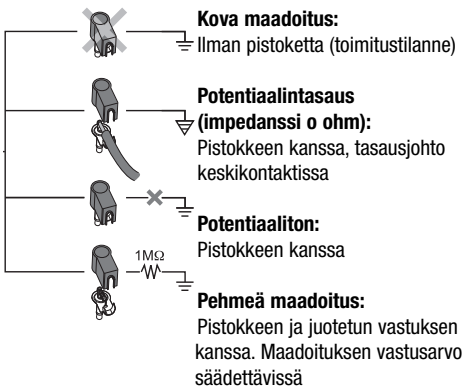 Kova maadoitus:
Ilman pistoketta (toimitustilanne)
Potentiaalintasaus
(impedanssi o ohm):
Pistokkeen kanssa, tasausjohto
keskikontaktissa
Potentiaaliton:
Pistokkeen kanssa
1MΩ
Pehmeä maadoitus:
Pistokkeen ja juotetun vastuksen
kanssa. Maadoituksen vastusarvo
säädettävissä